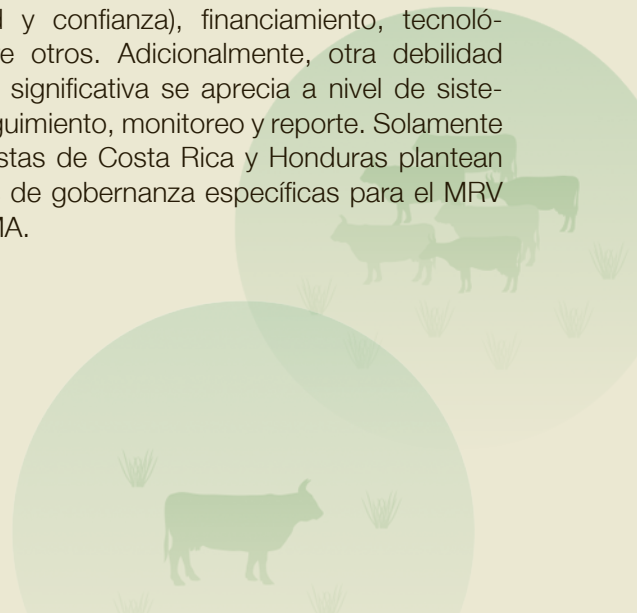 y confianza), financiamiento, tecnoló-
otros. Adicionalmente, otra debilidad
significativa se aprecia a nivel de siste-
guimiento, monitoreo y reporte. Solamente
stas de Costa Rica y Honduras plantean
de gobernanza específicas para el MRV
MA.